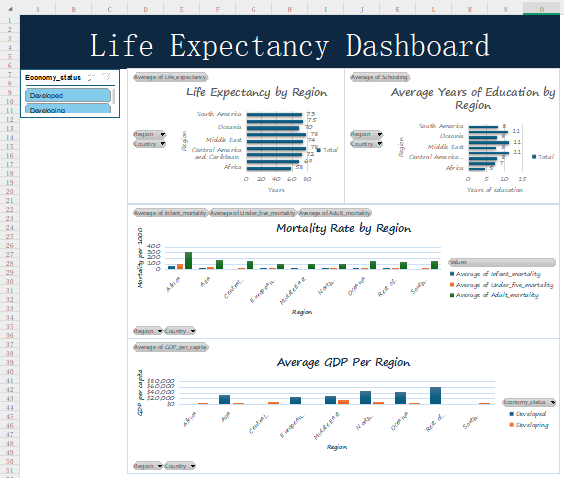 A B C D E F G H I J K L M N O
Life Expectancy Dashboard
Economy_status
Developed
Developing
Average of Life_expectancy
Life Expectancy by Region
South America 73
75
Oceania 70
78
Middle East 74
Central America and Caribbean 72
69
Africa 58
Region
Country
Region
Total
0 20 40 60 80
Years
Average of Schooling
Average Years of Education by Region
South America
Oceania
Middle East
Central America...
Africa
11
11
11
Region
Country
Region
Total
0 5 10 15
Years of education
Average of Infant_mortality Average of Under_five_mortality Average of Adult_mortality
Mortality Rate by Region
Mortality per 1000
400
300
200
100
0
Africa Asia Central... European... Middle East North... Oceania Rest of... South...
Region
Values
Average of Infant_mortality
Average of Under_five_mortality
Average of Adult_mortality
Region Country
Average of GDP_per_capita
Average GDP Per Region
GDP per capita
$80,000
$60,000
$40,000
$20,000
$0
Africa Asia Central... European... Middle East North... Oceania Rest of... South...
Region
Economy_status
Developed
Developing
Region Country